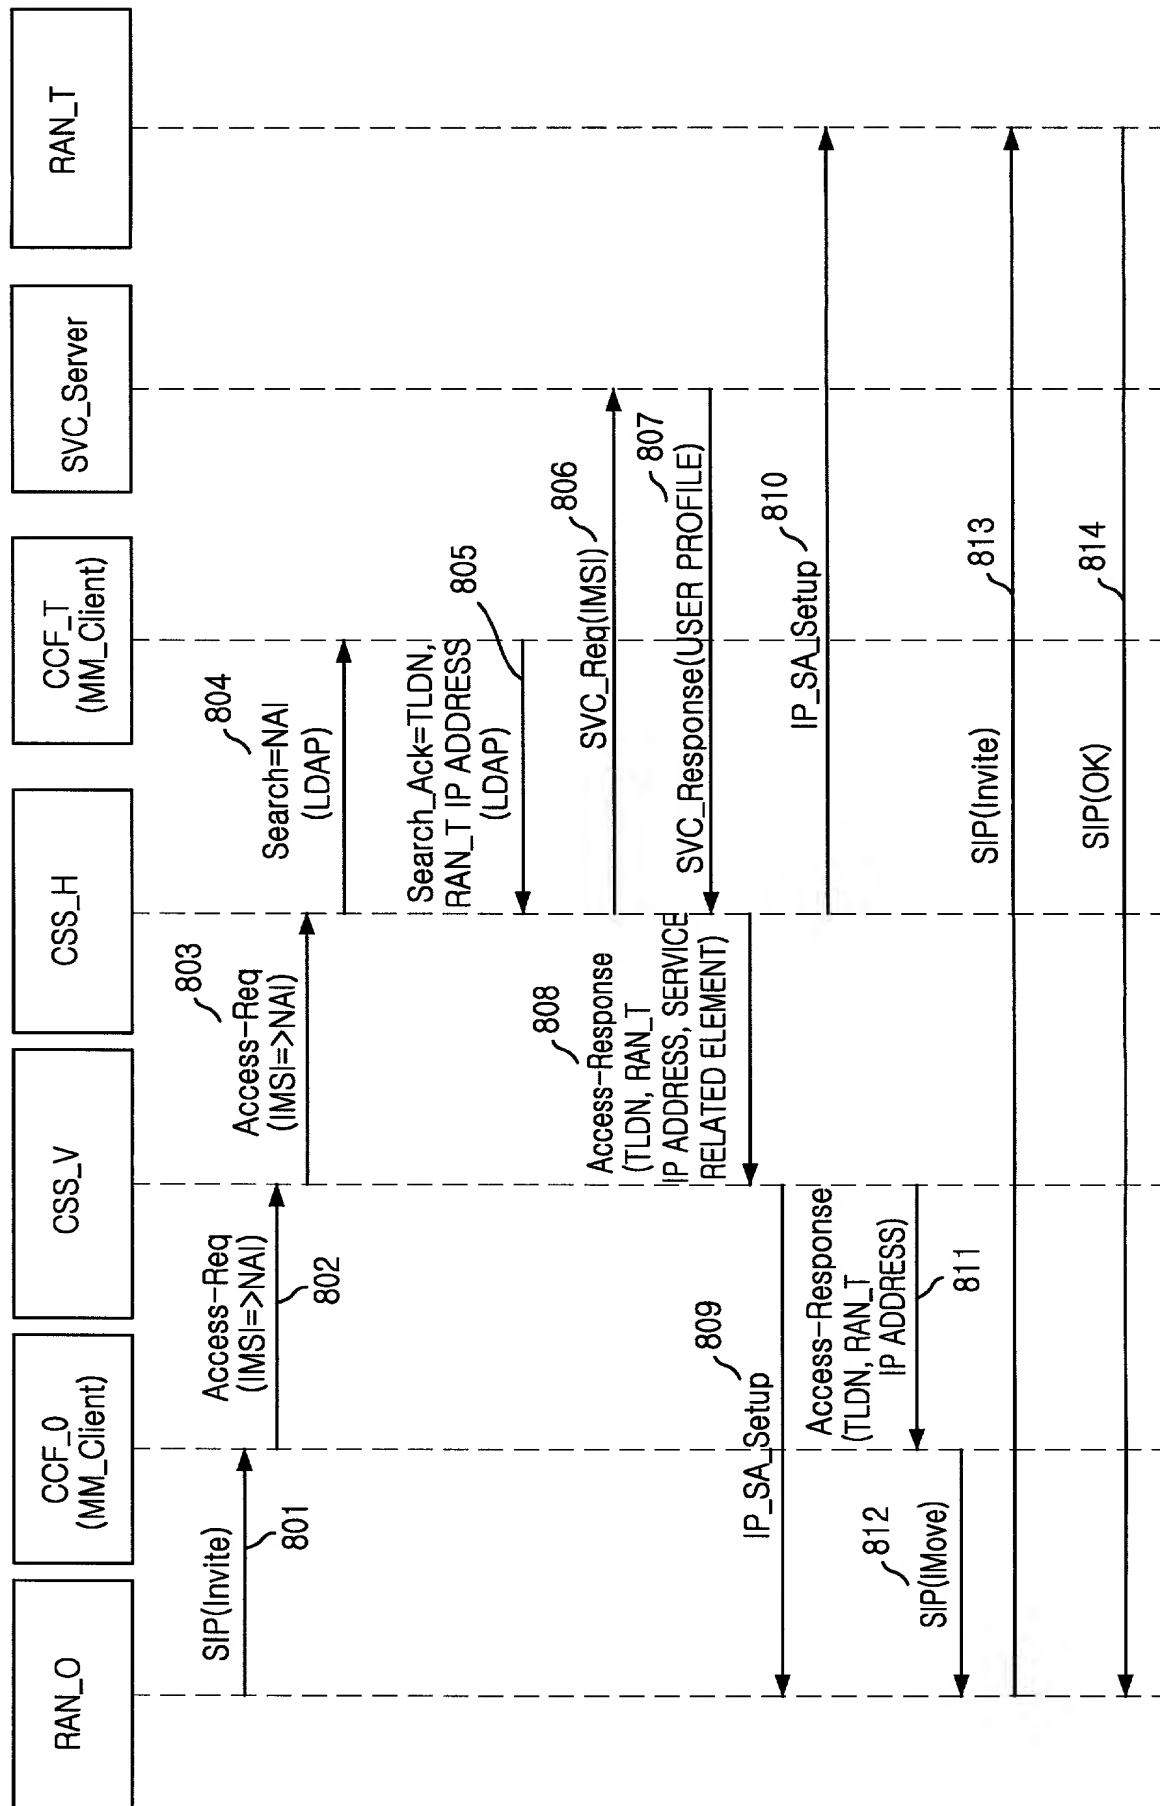 RAN_O
CCF_0
(MM_Client)
CSS_V
CSS_H
CCF_T
(MM_Client)
SVC_Server
RAN_T
SIP(Invite)
801
Access-Req
(IMSI=>NAI)
802
803
Access-Req
(IMSI=>NAI)
804
Search=NAI
(LDAP)
Search_Ack=TLDN,
RAN_T IP ADDRESS
(LDAP)
805
SVC_Req(IMSI)
806
807
SVC_Response(USER PROFILE)
808
Access-Response
(TLDN, RAN_T
IP ADDRESS, SERVICE
RELATED ELEMENT)
809
IP_SA_Setup
IP_SA_Setup
810
Access-Response
(TLDN, RAN_T
IP ADDRESS)
811
812
SIP(IMove)
SIP(Invite)
813
SIP(OK)
814